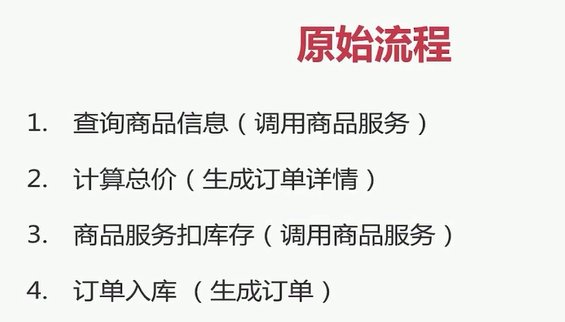 原始流程
1. 查询商品信息（调用商品服务）
2. 计算总价（生成订单详情）
3. 商品服务扣库存（调用商品服务）
4. 订单入库 （生成订单）